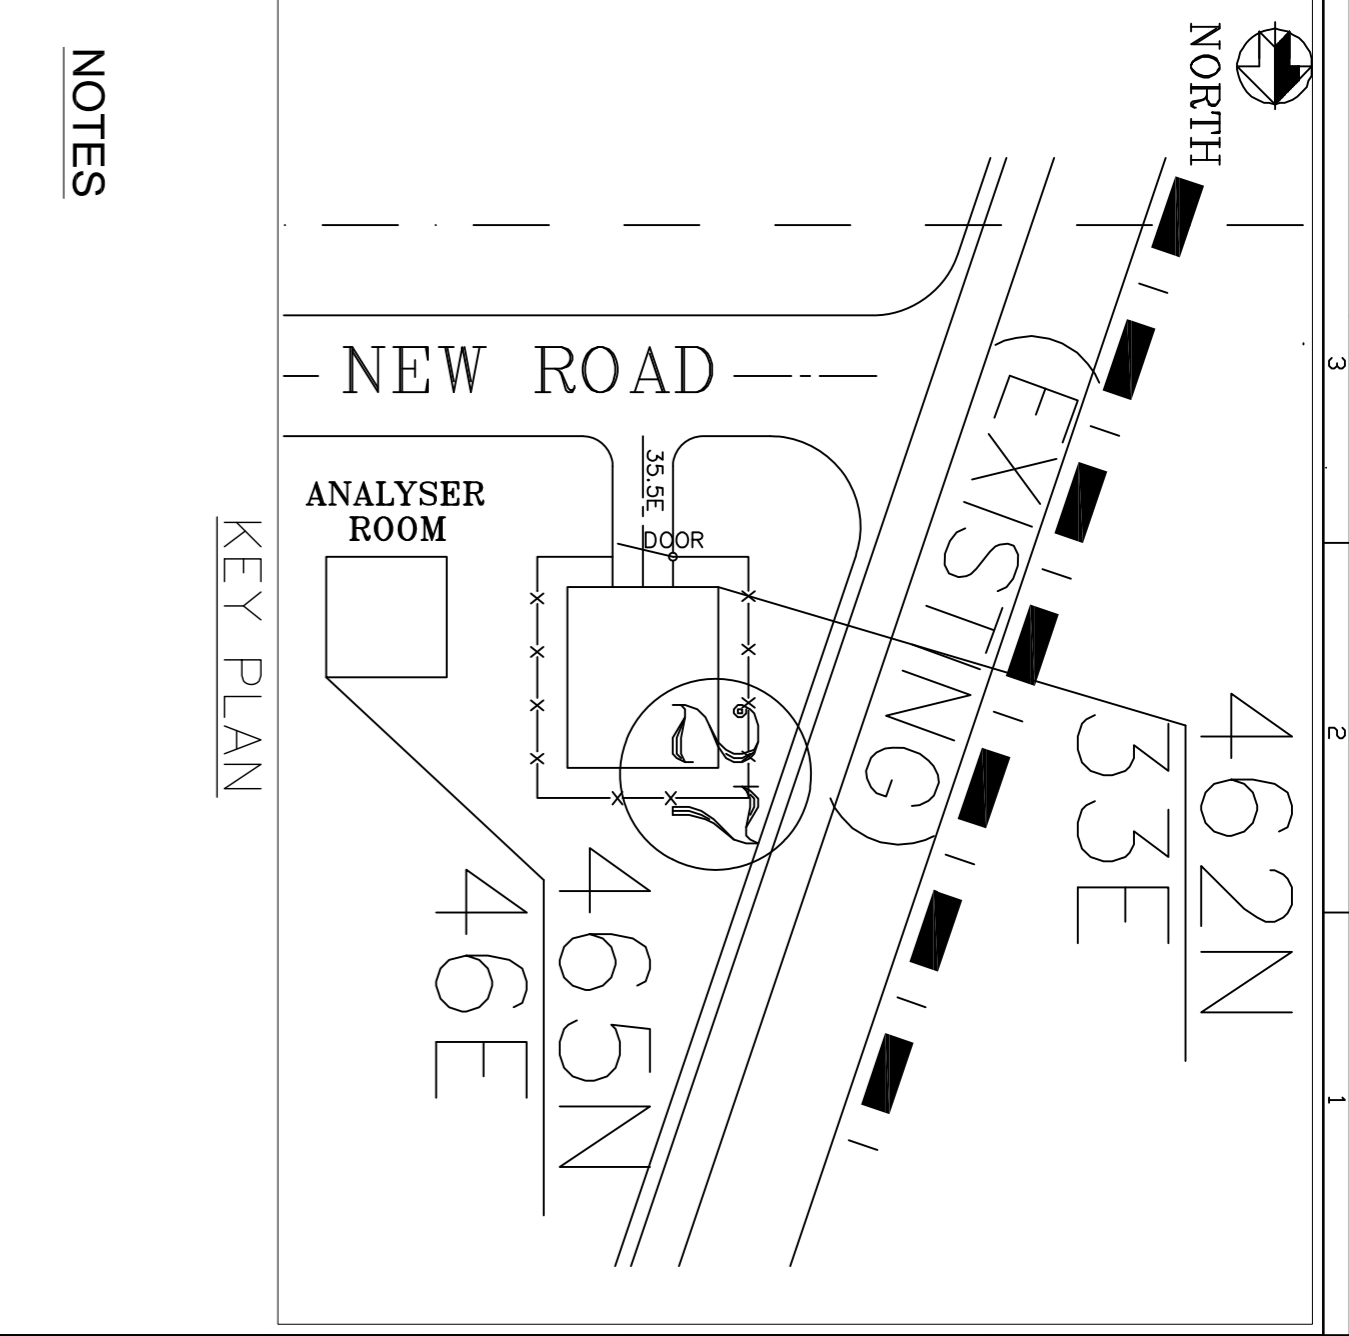 NORTH
3
2
1
NEW ROAD
(EXISTING)
35.5E
DOOR
ANALYSER
ROOM
462N
33E
465N
46E
KEY PLAN
NOTES